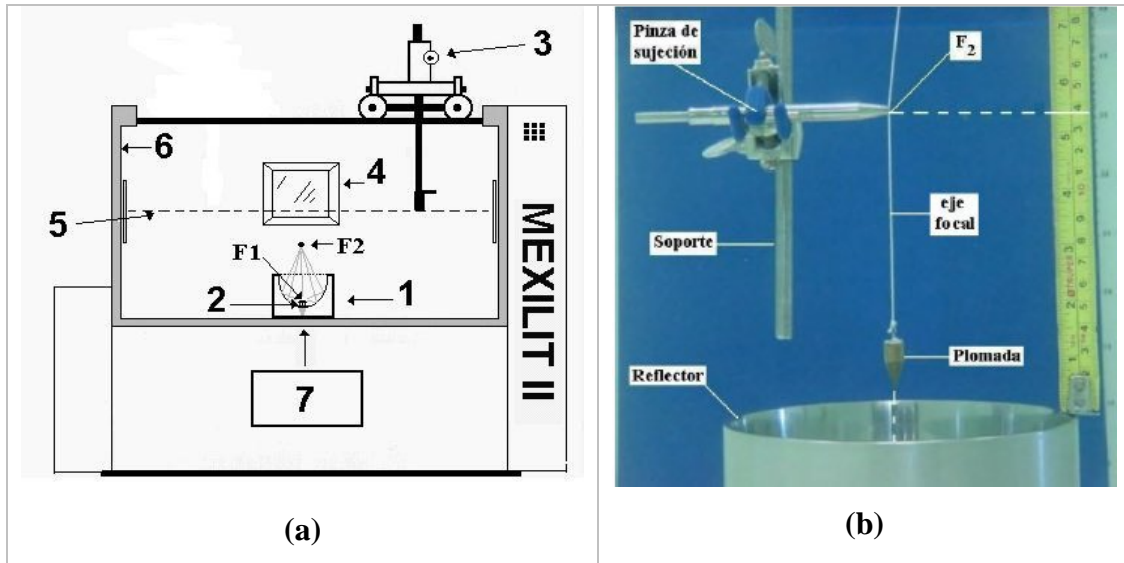 3
6
4
5
F1
F2
2
1
7
MEXILIT II
(a)
Pinza de
sujeción
F2
eje
focal
Soporte
Plomada
Reflector
(b)